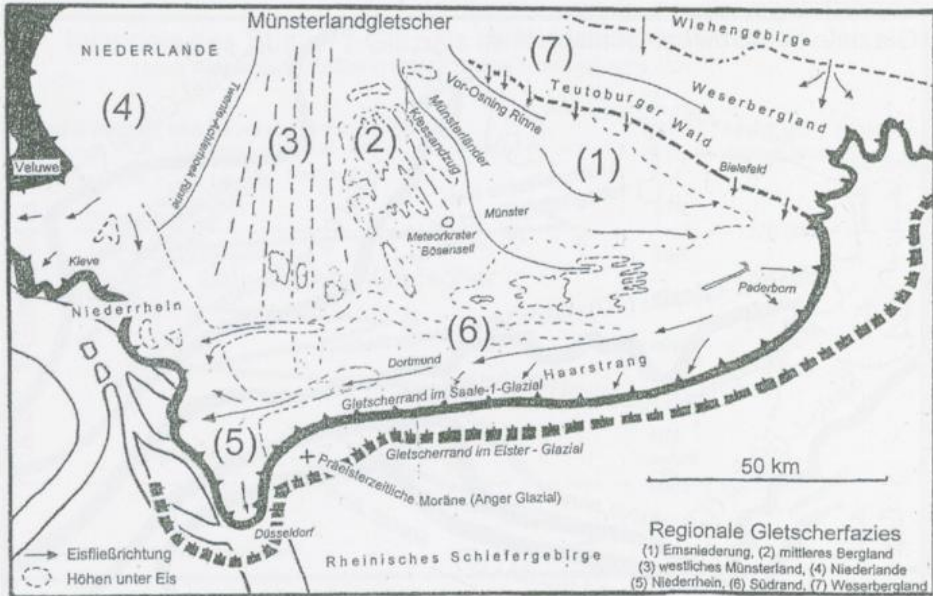 Münsterlandgletscher
NIEDERLANDE
(7)
Wiehengebirge
(4)
Twente-Achterhoek Rinne
(3)
(2)
Münsterländer
Kiessandzug
Vor-Osning Rinne
Teutoburger Wald
Weserbergland
(1)
Veluwe
Bielefeld
Münster
Meteorkrater
Bösensell
Kleve
Paderborn
Niederrhein
(6)
Dortmund
Haarstrang
Gletscherrand im Saale-1-Glazial
(5)
Gletscherrand im Elster - Glazial
50 km
Präelsterzeitliche Moräne (Anger Glazial)
Düsseldorf
Eisfließrichtung
Höhen unter Eis
Rheinisches Schiefergebirge
Regionale Gletscherfazies
(1) Emsniederung, (2) mittleres Bergland
(3) westliches Münsterland, (4) Niederlande
(5) Niederrhein, (6) Südrand, (7) Weserbergland